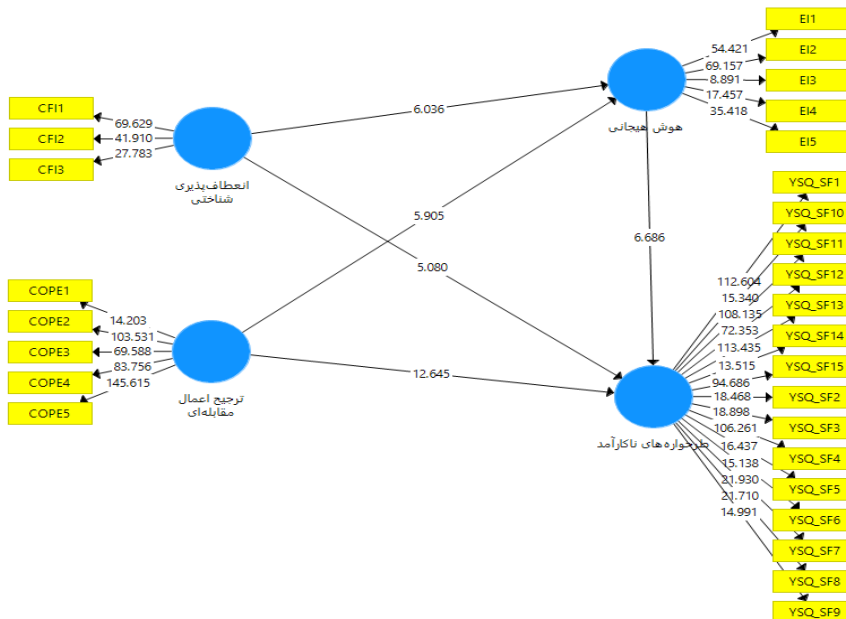 EI1
EI2
EI3
EI4
EI5
54.421
69.157
8.891
17.457
35.418
هوش هیجانی
CFI1
CFI2
CFI3
69.629
41.910
27.783
انعطاف‌پذیری
شناختی
6.036
5.905
5.080
6.686
12.645
COPE1
COPE2
COPE3
COPE4
COPE5
14.203
103.531
69.588
83.756
145.615
ترجیح اعمال
مقابله‌ای
YSQ_SF1
YSQ_SF10
YSQ_SF11
YSQ_SF12
YSQ_SF13
YSQ_SF14
YSQ_SF15
YSQ_SF2
YSQ_SF3
YSQ_SF4
YSQ_SF5
YSQ_SF6
YSQ_SF7
YSQ_SF8
YSQ_SF9
112.604
15.340
108.135
72.353
113.435
13.515
94.686
18.468
18.898
106.261
16.437
15.138
21.930
21.710
14.991
طرحواره‌های ناکارآمد